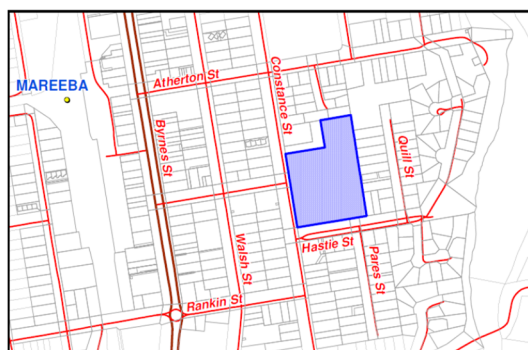 Atherton St
MAREEBA
Constance St
Byrnes St
Quill St
Walsh St
Hastie St
Pares St
Rankin St